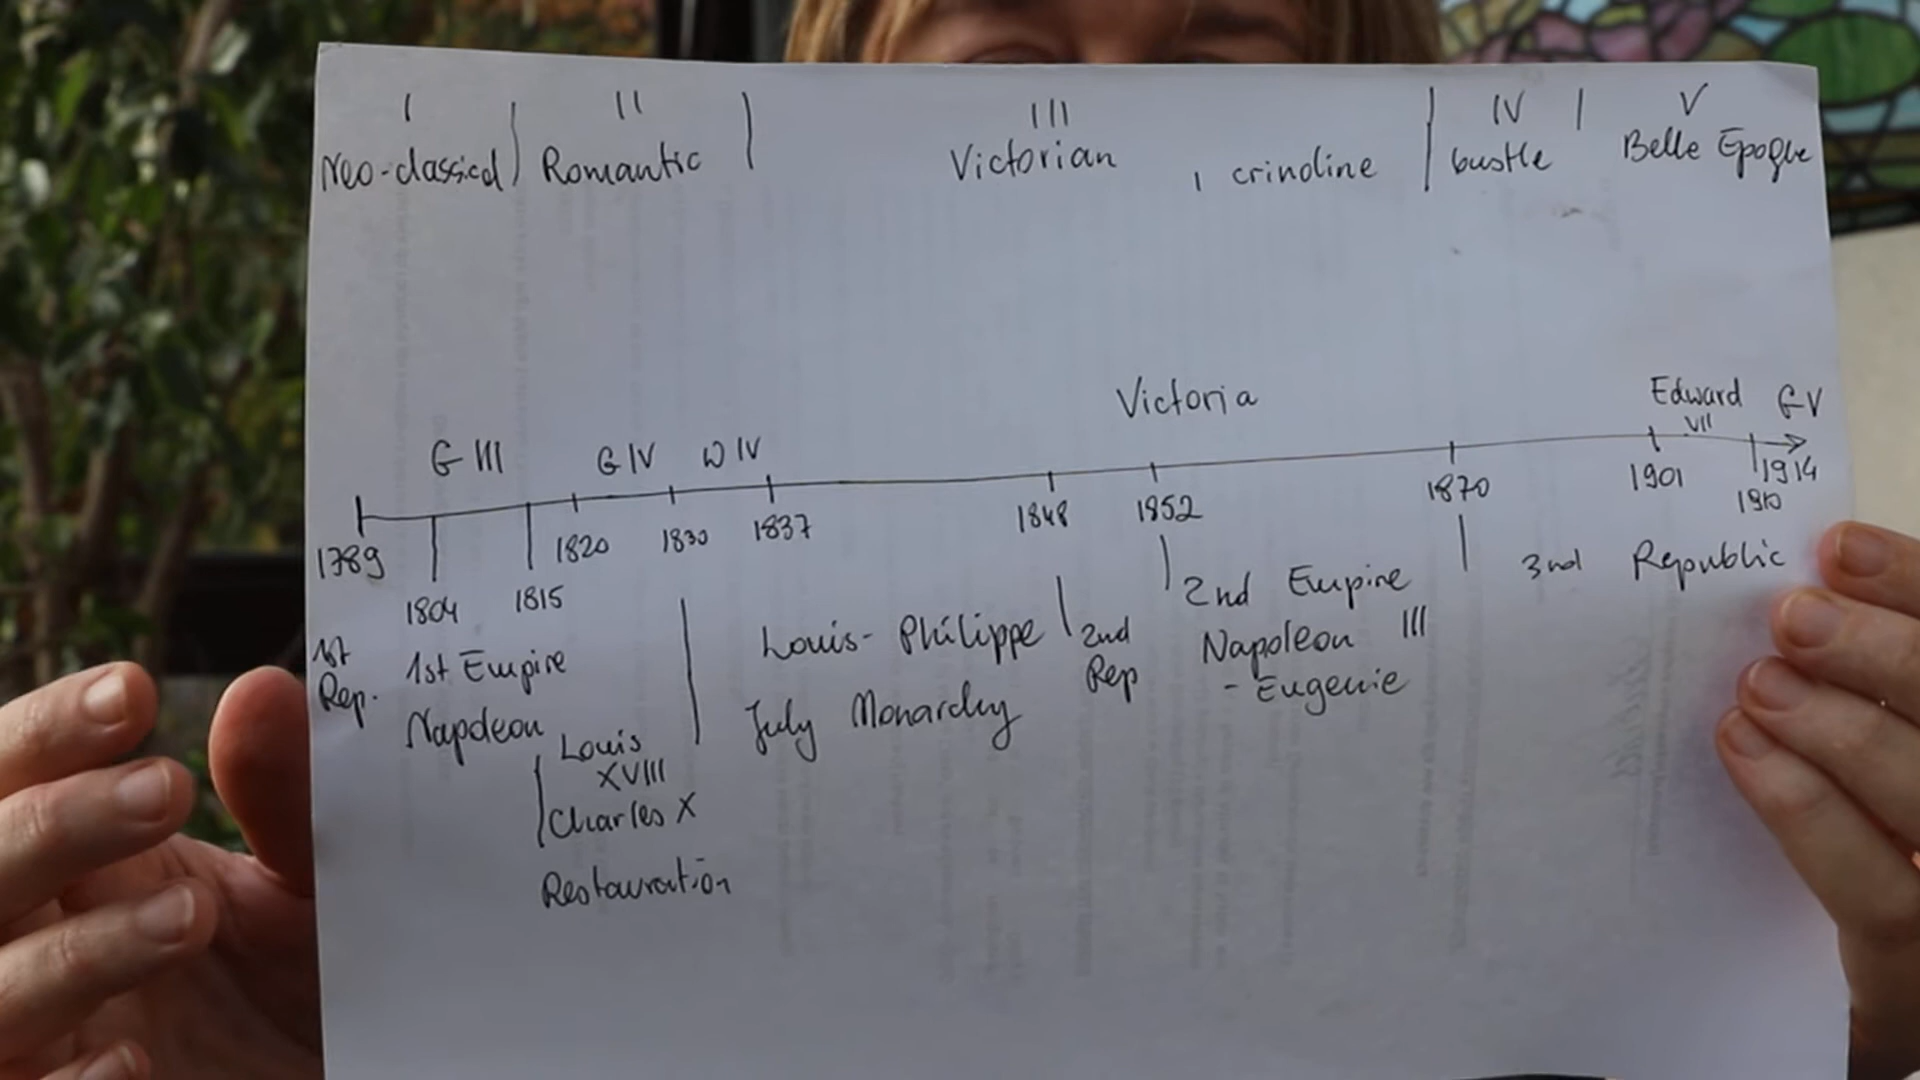 I II III IV V
Neo-classical Romantic Victorian crinoline bustle Belle Epoque
Victoria Edward VII G V
G III G IV W IV
1789 1804 1815 1820 1830 1837 1848 1852 1870 1901 1910 1914
1st Rep.
1st Empire
Napoleon
Louis XVIII
Charles X
Restauration
Louis-Philippe
July Monarchy
2nd Rep
2nd Empire
Napoleon III
- Eugenie
3nd Republic